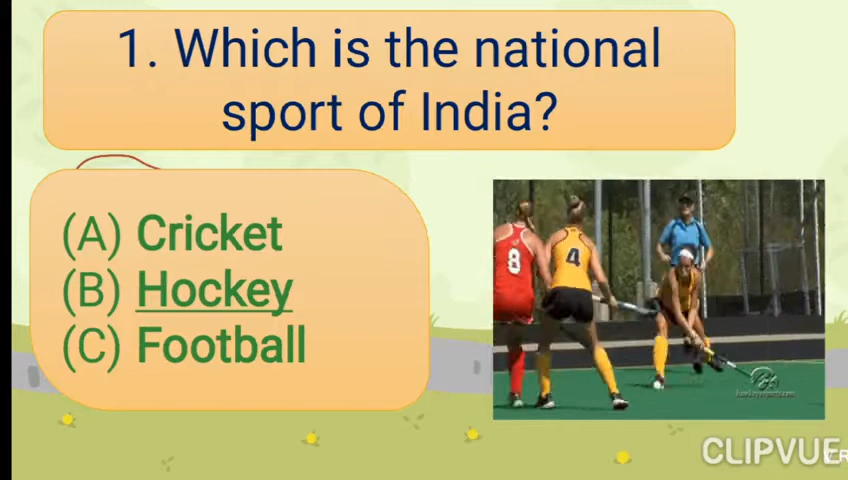 1. Which is the national
sport of India?
(A) Cricket
(B) Hockey
(C) Football
8
4
CLIPVUE